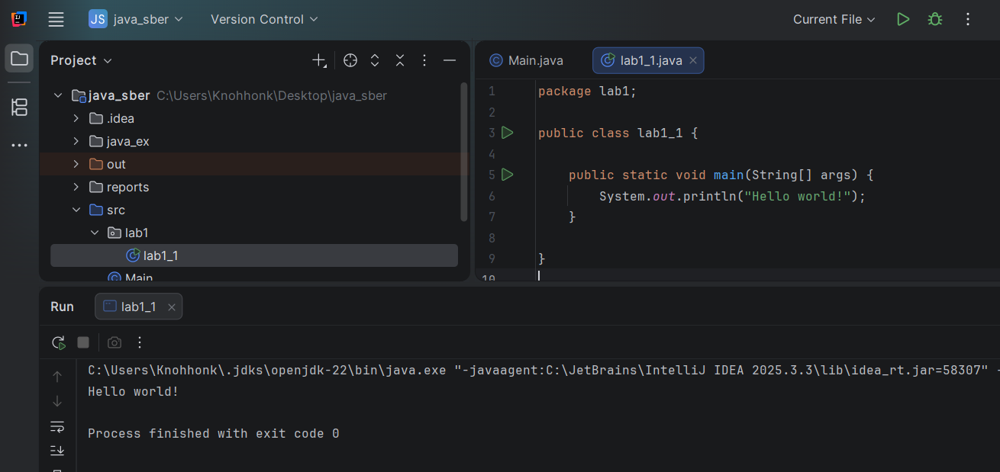 JS java_sber Version Control Current File
Project
Main.java lab1_1.java
java_sber C:\Users\Knohhonk\Desktop\java_sber
.idea
java_ex
out
reports
src
lab1
lab1_1
Main
1 package lab1;
2
3 public class lab1_1 {
4
5 public static void main(String[] args) {
6 System.out.println("Hello world!");
7 }
8
9 }
10
Run lab1_1
C:\Users\Knohhonk\.jdks\openjdk-22\bin\java.exe "-javaagent:C:\JetBrains\IntelliJ IDEA 2025.3.3\lib\idea_rt.jar=58307" -
Hello world!
Process finished with exit code 0